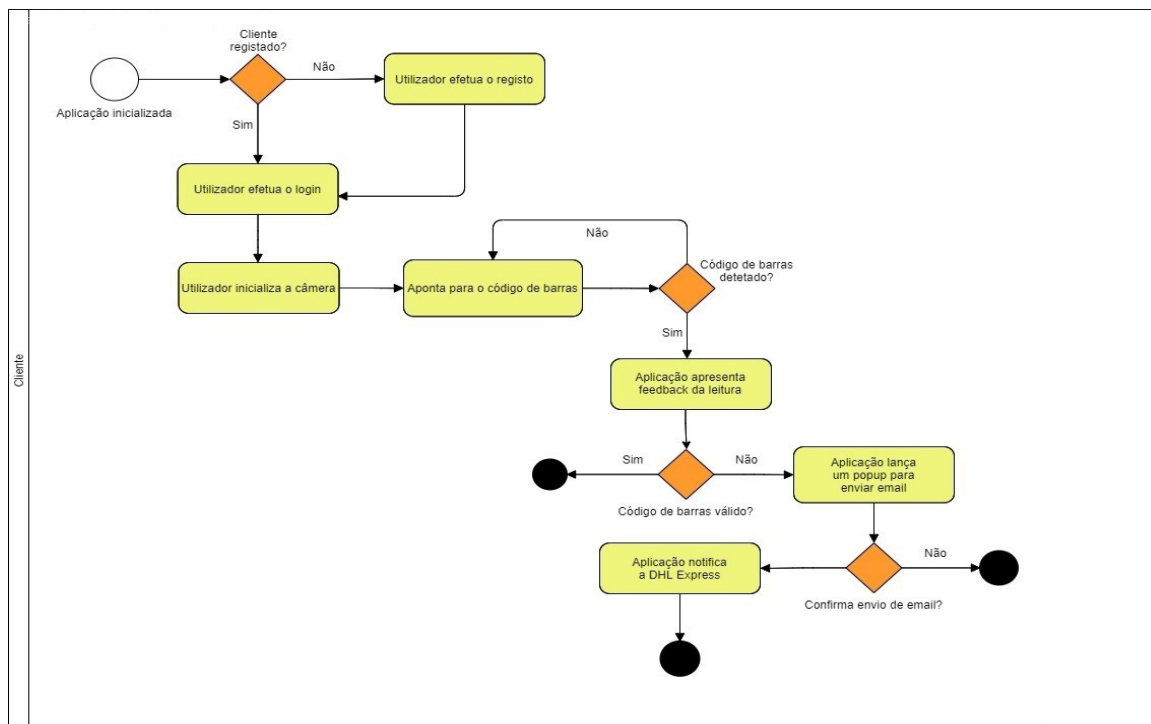 Cliente
Cliente
registado?
Não
Utilizador efetua o registo
Aplicação inicializada
Sim
Utilizador efetua o login
Não
Código de barras
detetado?
Utilizador inicializa a câmera
Aponta para o código de barras
Sim
Aplicação apresenta
feedback da leitura
Sim
Não
Aplicação lança
um popup para
enviar email
Código de barras válido?
Aplicação notifica
a DHL Express
Não
Confirma envio de email?